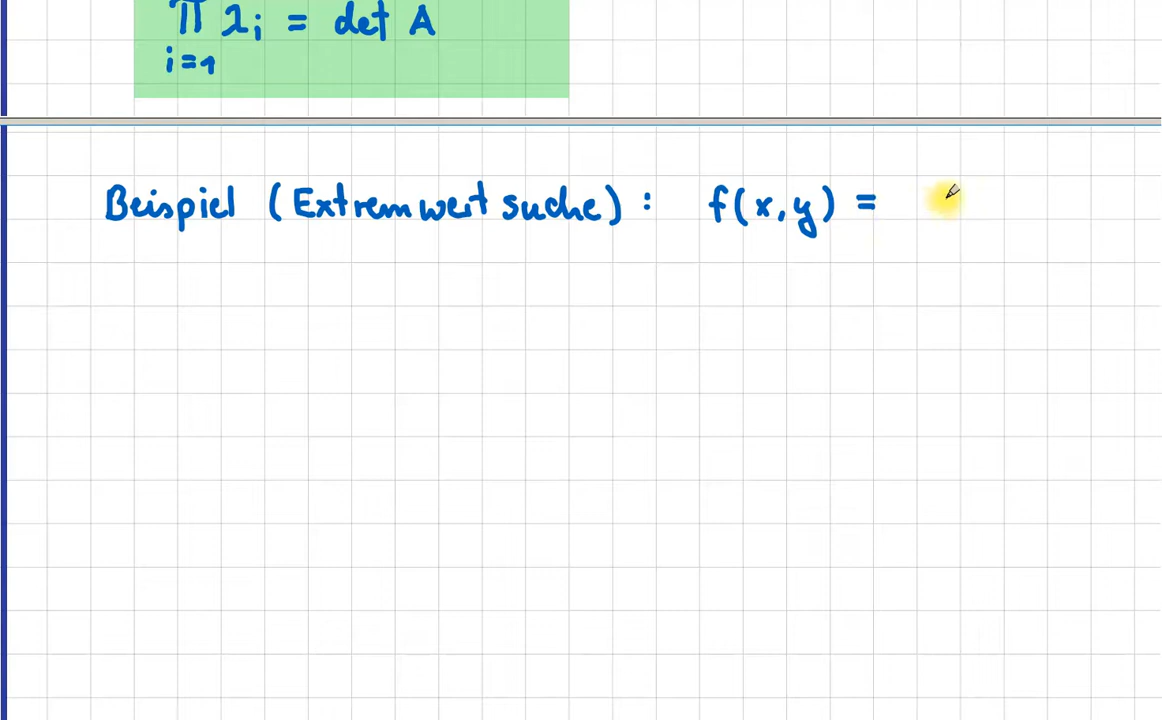 ∏ λi = det A
i=1
Beispiel (Extremwertsuche): f(x,y) =